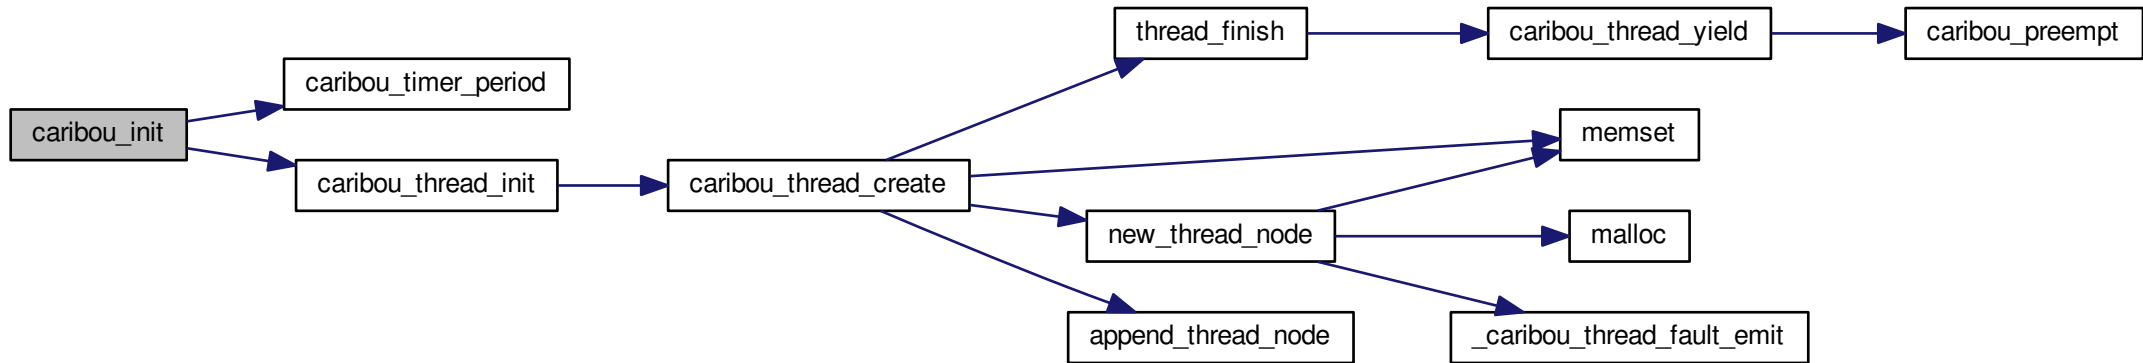 thread_finish
caribou_thread_yield
caribou_preempt
caribou_timer_period
caribou_init
memset
caribou_thread_init
caribou_thread_create
new_thread_node
malloc
append_thread_node
_caribou_thread_fault_emit